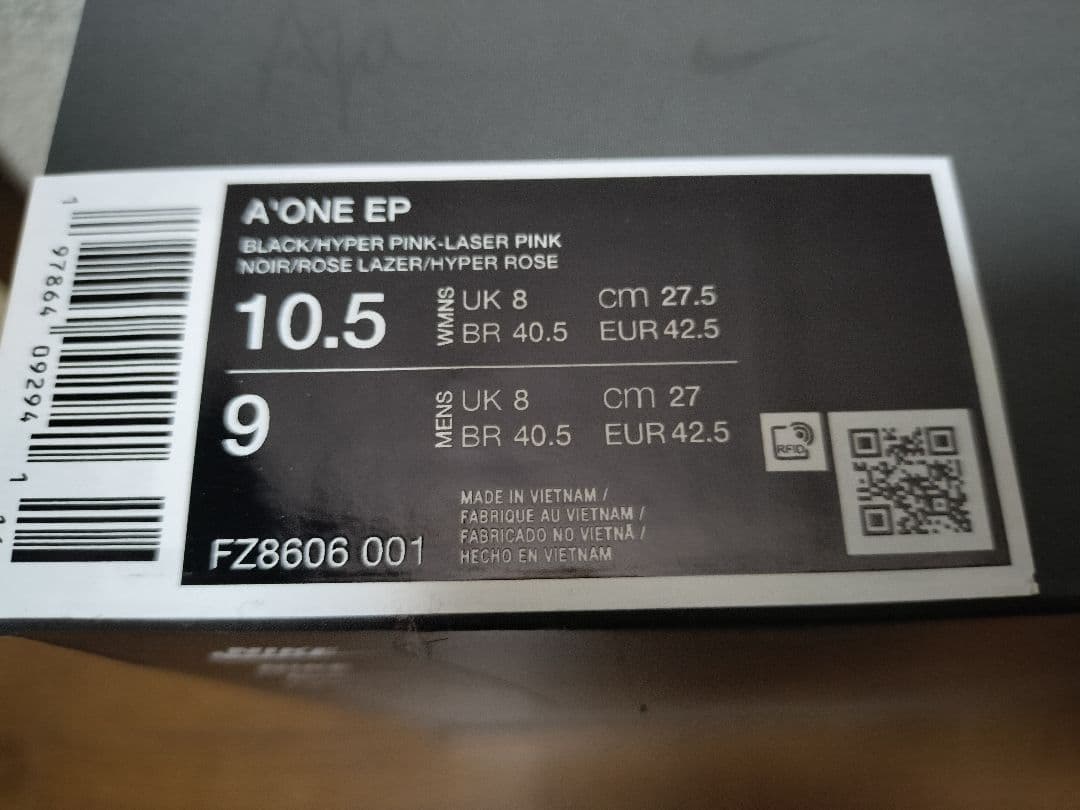 A'ONE EP
BLACK/HYPER PINK-LASER PINK
NOIR/ROSE LAZER/HYPER ROSE
10.5 WMNS UK 8 cm 27.5
BR 40.5 EUR 42.5
9 MENS UK 8 cm 27
BR 40.5 EUR 42.5
RFID
MADE IN VIETNAM /
FABRIQUE AU VIETNAM /
FABRICADO NO VIETNÃ /
HECHO EN VIETNAM
FZ8606 001
1 97864 09294 1
NIKE